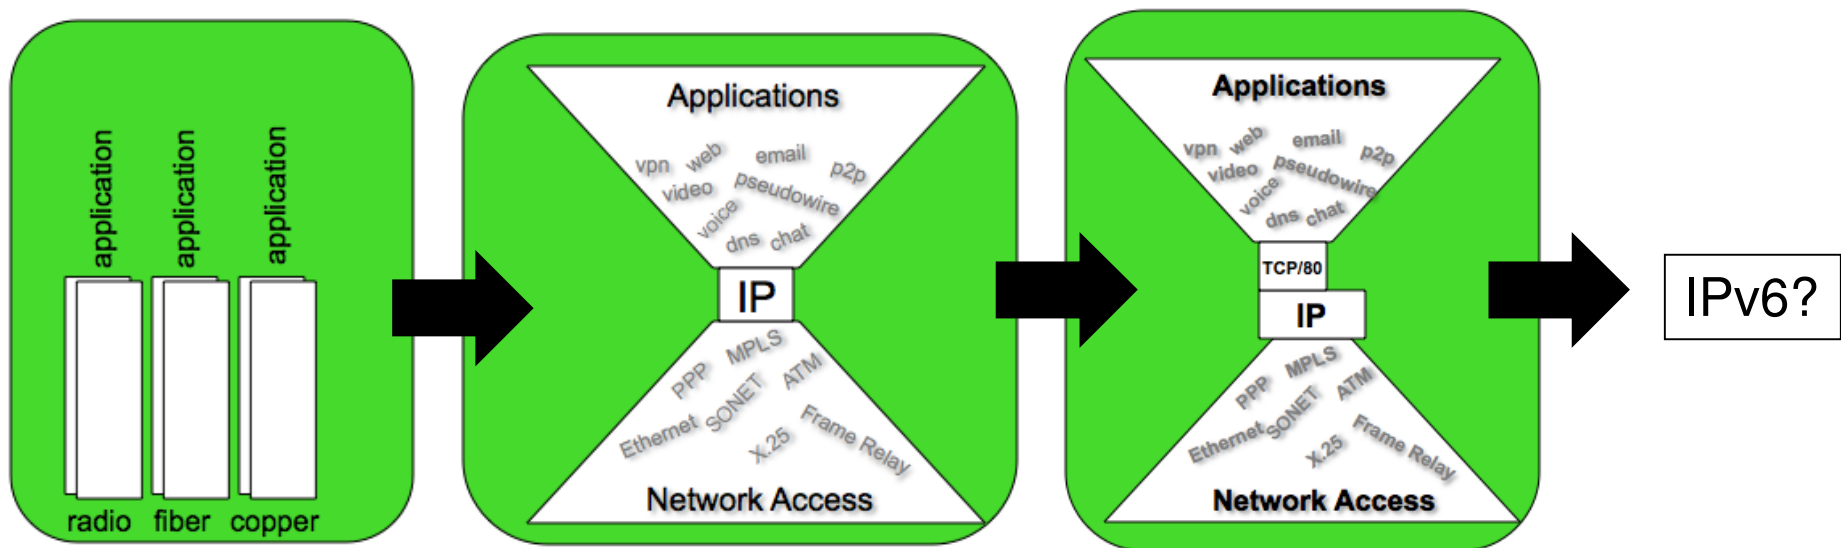 application
application
application
radio fiber copper
Applications
vpn web email p2p
video pseudowire
voice dns chat
IP
PPP MPLS ATM
Ethernet SONET
X.25 Frame Relay
Network Access
Applications
vpn web email p2p
video pseudowire
voice dns chat
TCP/80
IP
PPP MPLS ATM
Ethernet SONET
X.25 Frame Relay
Network Access
IPv6?